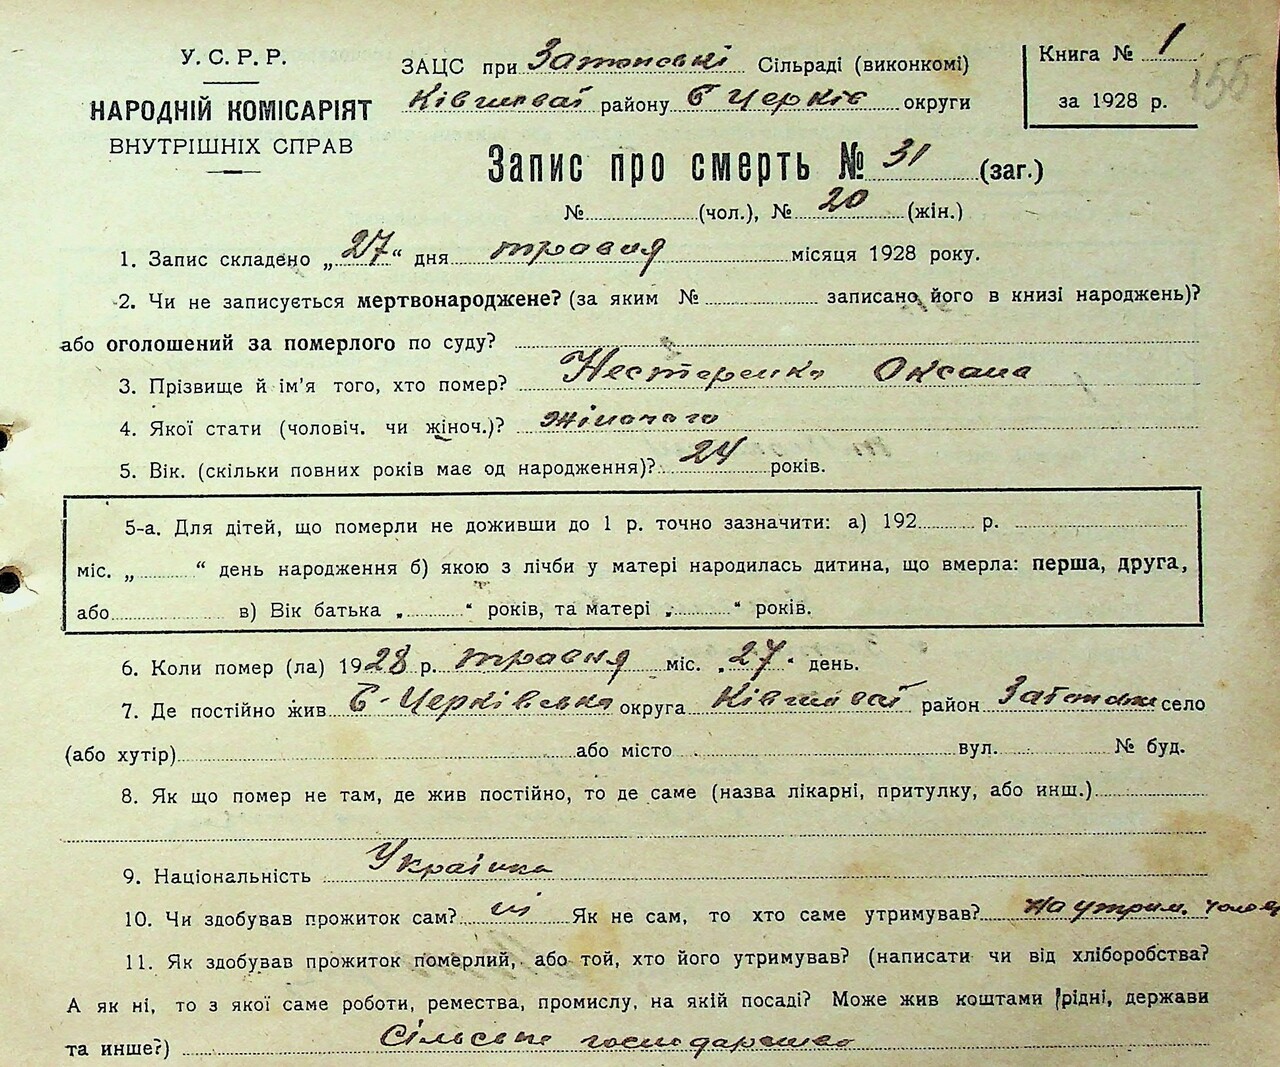 У. С. Р. Р.
НАРОДНІЙ КОМІСАРІЯТ
ВНУТРІШНІХ СПРАВ
ЗАЦС при Затонські Сільраді (виконкомі)
Ківшоваї району Б Церків округи
Книга № 1
за 1928 р.
155
Запис про смерть № 31 (заг.)
№ (чол.), № 20 (жін.)
1. Запис складено „27“ дня травня місяця 1928 року.
2. Чи не записується мертвонароджене? (за яким № записано його в книзі народжень)?
або оголошений за померлого по суду?
3. Прізвище й ім'я того, хто помер? Нестеренко Оксана
4. Якої стати (чоловіч. чи жіноч.)? жіночого
5. Вік. (скільки повних років має од народження)? 24 років.
5-а. Для дітей, що померли не доживши до 1 р. точно зазначити: а) 192 р.
міс. „ “ день народження б) якою з лічби у матері народилась дитина, що вмерла: перша, друга,
або в) Вік батька „ “ років, та матері „ “ років.
6. Коли помер (ла) 1928 р. травня міс. „27“ день.
7. Де постійно жив Б-Церківська округа Ківшоваї район село
(або хутір) або місто вул. № буд.
8. Як що помер не там, де жив постійно, то де саме (назва лікарні, притулку, або инш.)
9. Національність Українка
10. Чи здобував прожиток сам? ні Як не сам, то хто саме утримував? на утрим. чолов
11. Як здобував прожиток померлий, або той, хто його утримував? (написати чи від хліборобства?
А як ні, то з якої саме роботи, ремества, промислу, на якій посаді? Може жив коштами рідні, держави
та инше?) Сільське господарство